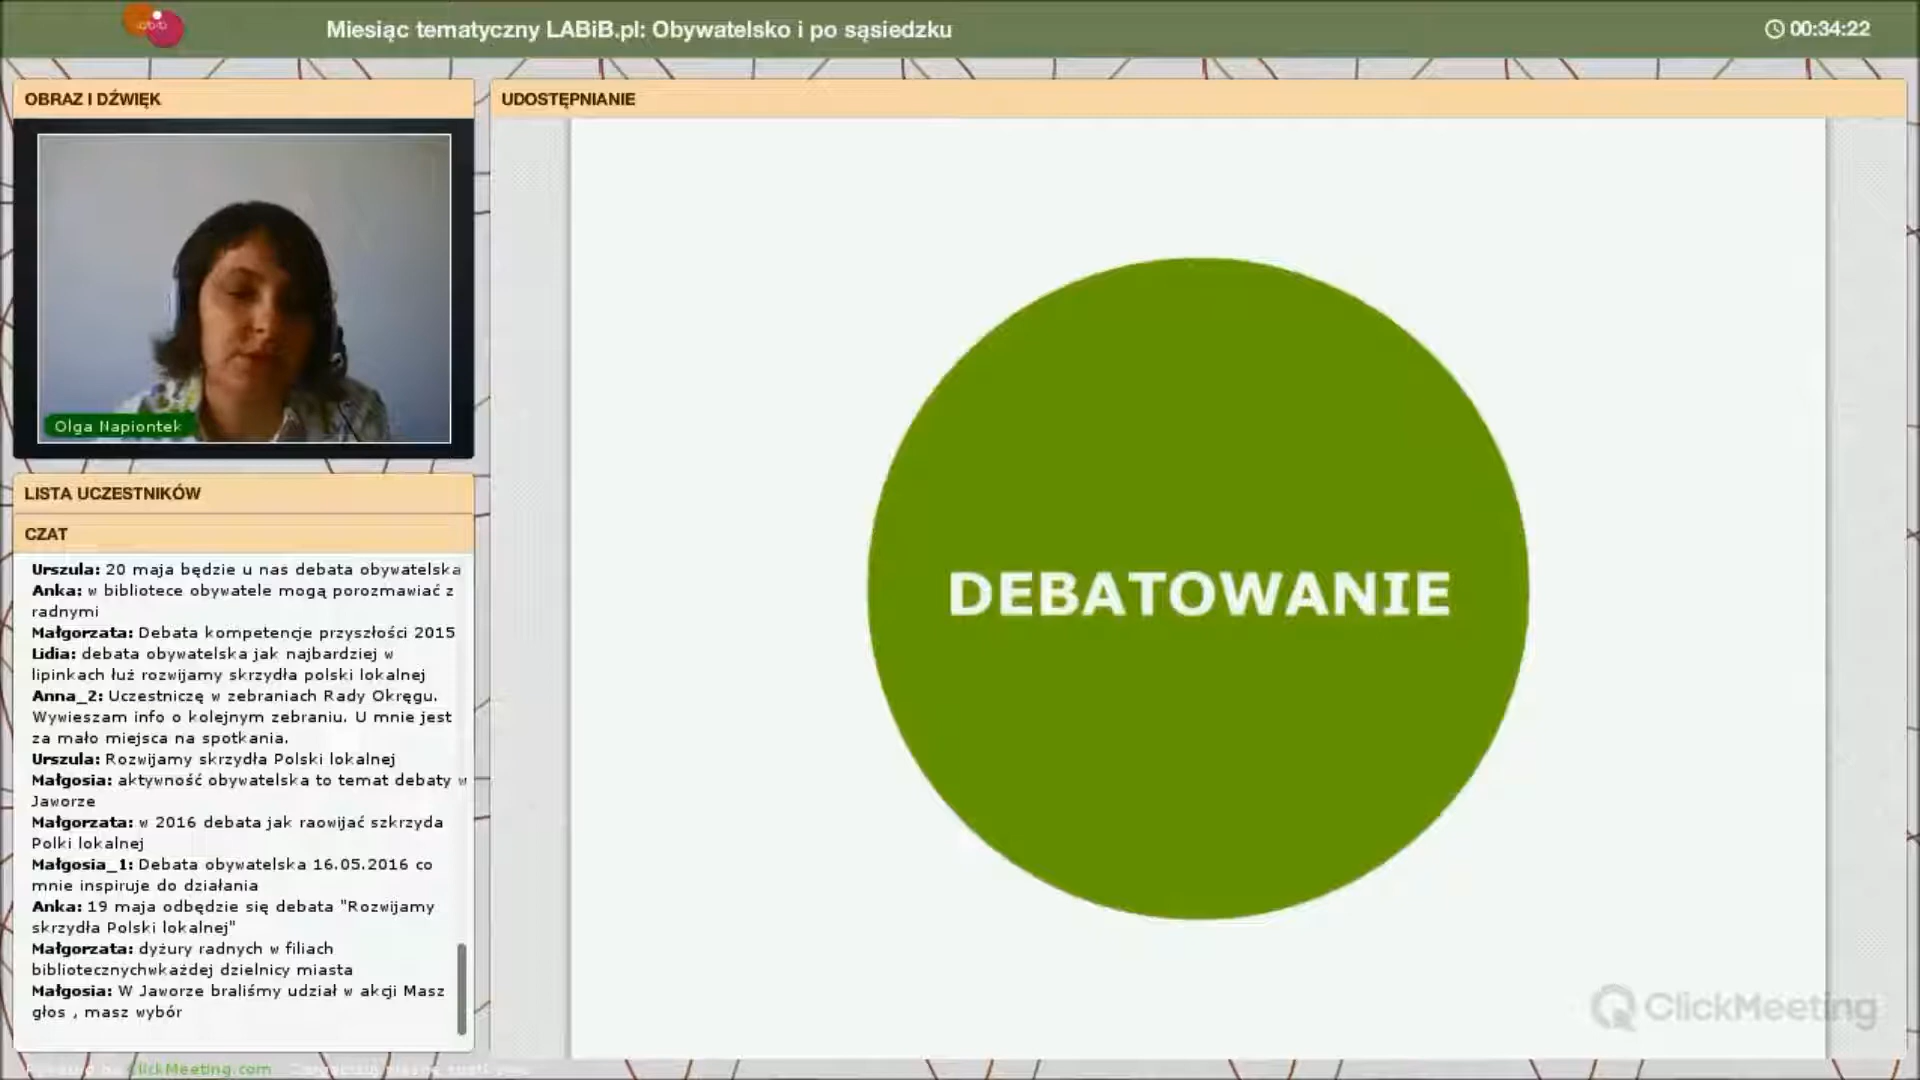 Miesiąc tematyczny LABiB.pl: Obywatelsko i po sąsiedzku
00:34:22
OBRAZ I DŹWIĘK
UDOSTĘPNIANIE
Olga Napiontek
LISTA UCZESTNIKÓW
CZAT
Urszula: 20 maja będzie u nas debata obywatelska
Anka: w bibliotece obywatele mogą porozmawiać z
radnymi
Małgorzata: Debata kompetencje przyszłości 2015
Lidia: debata obywatelska jak najbardziej w
lipinkach łuż rozwijamy skrzydła polski lokalnej
Anna_2: Uczestniczę w zebraniach Rady Okręgu.
Wywieszam info o kolejnym zebraniu. U mnie jest
za mało miejsca na spotkania.
Urszula: Rozwijamy skrzydła Polski lokalnej
Małgosia: aktywność obywatelska to temat debaty w
Jaworze
Małgorzata: w 2016 debata jak raowijać szkrzyda
Polki lokalnej
Małgosia_1: Debata obywatelska 16.05.2016 co
mnie inspiruje do działania
Anka: 19 maja odbędzie się debata "Rozwijamy
skrzydła Polski lokalnej"
Małgorzata: dyżury radnych w filiach
bibliotecznychwkażdej dzielnicy miasta
Małgosia: W Jaworze braliśmy udział w akcji Masz
głos , masz wybór
DEBATOWANIE
ClickMeeting
ClickMeeting.com